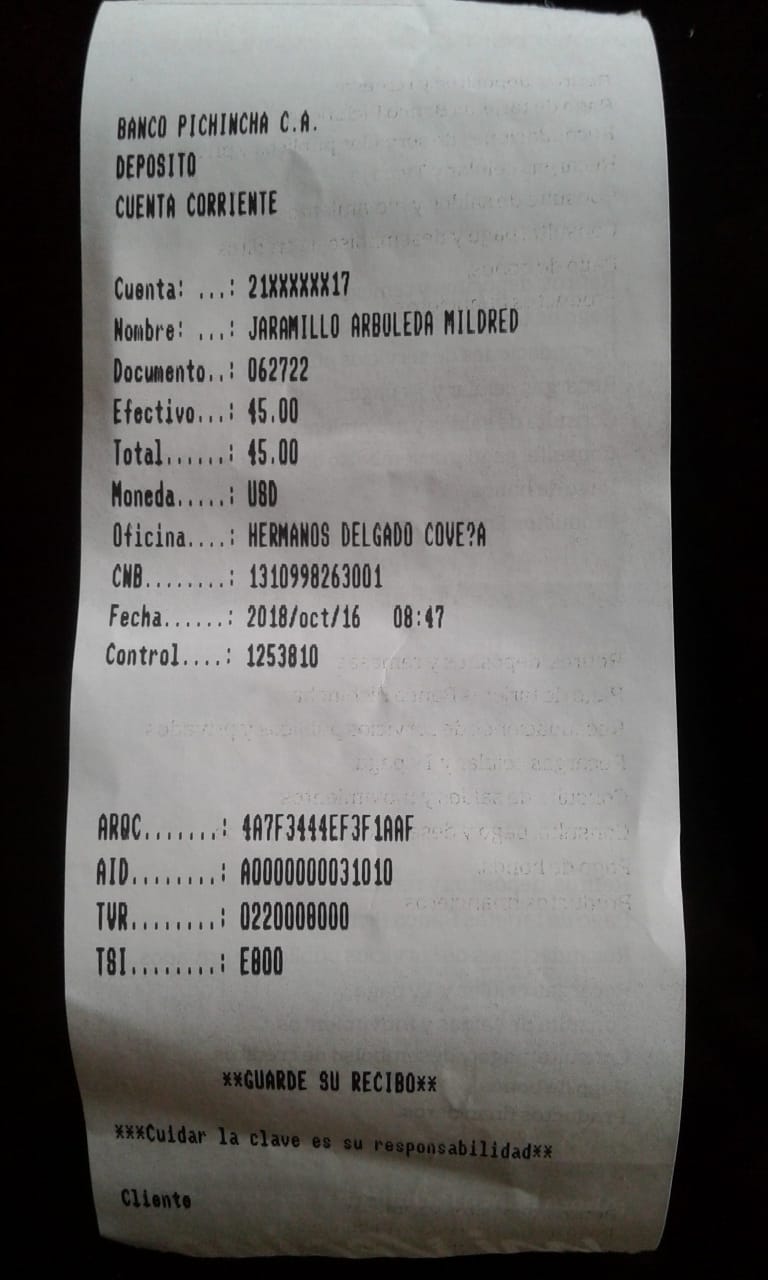 BANCO PICHINCHA C.A.
DEPOSITO
CUENTA CORRIENTE
Cuenta: ...: 21XXXXXX17
Nombre: ...: JARAMILLO ARBOLEDA MILDRED
Documento..: 062722
Efectivo...: 45.00
Total......: 45.00
Moneda.....: USD
Oficina....: HERMANOS DELGADO COVE?A
CNB........: 1310998263001
Fecha......: 2018/oct/16 08:47
Control....: 1253810
ARQC.......: 4A7F3444EF3F1AAF
AID........: A0000000031010
TVR........: 0220008000
TSI........: E800
**GUARDE SU RECIBO**
***Cuidar la clave es su responsabilidad**
Cliente